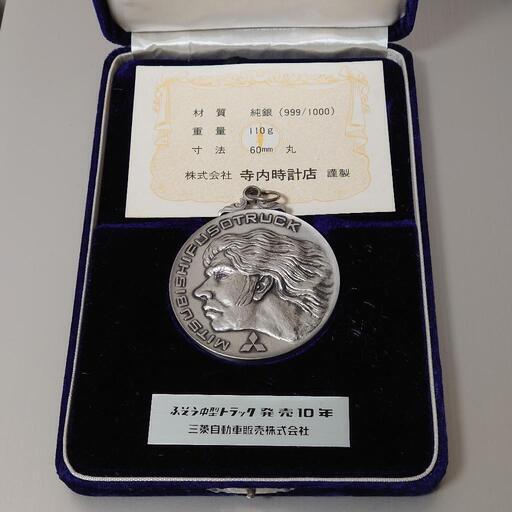 材質 純銀(999/1000)
重量 110g
寸法 60mm 丸
株式会社 寺内時計店 謹製
MITSUBISHI FUSO TRUCK
ふそう中型トラック 発売10年
三菱自動車販売株式会社